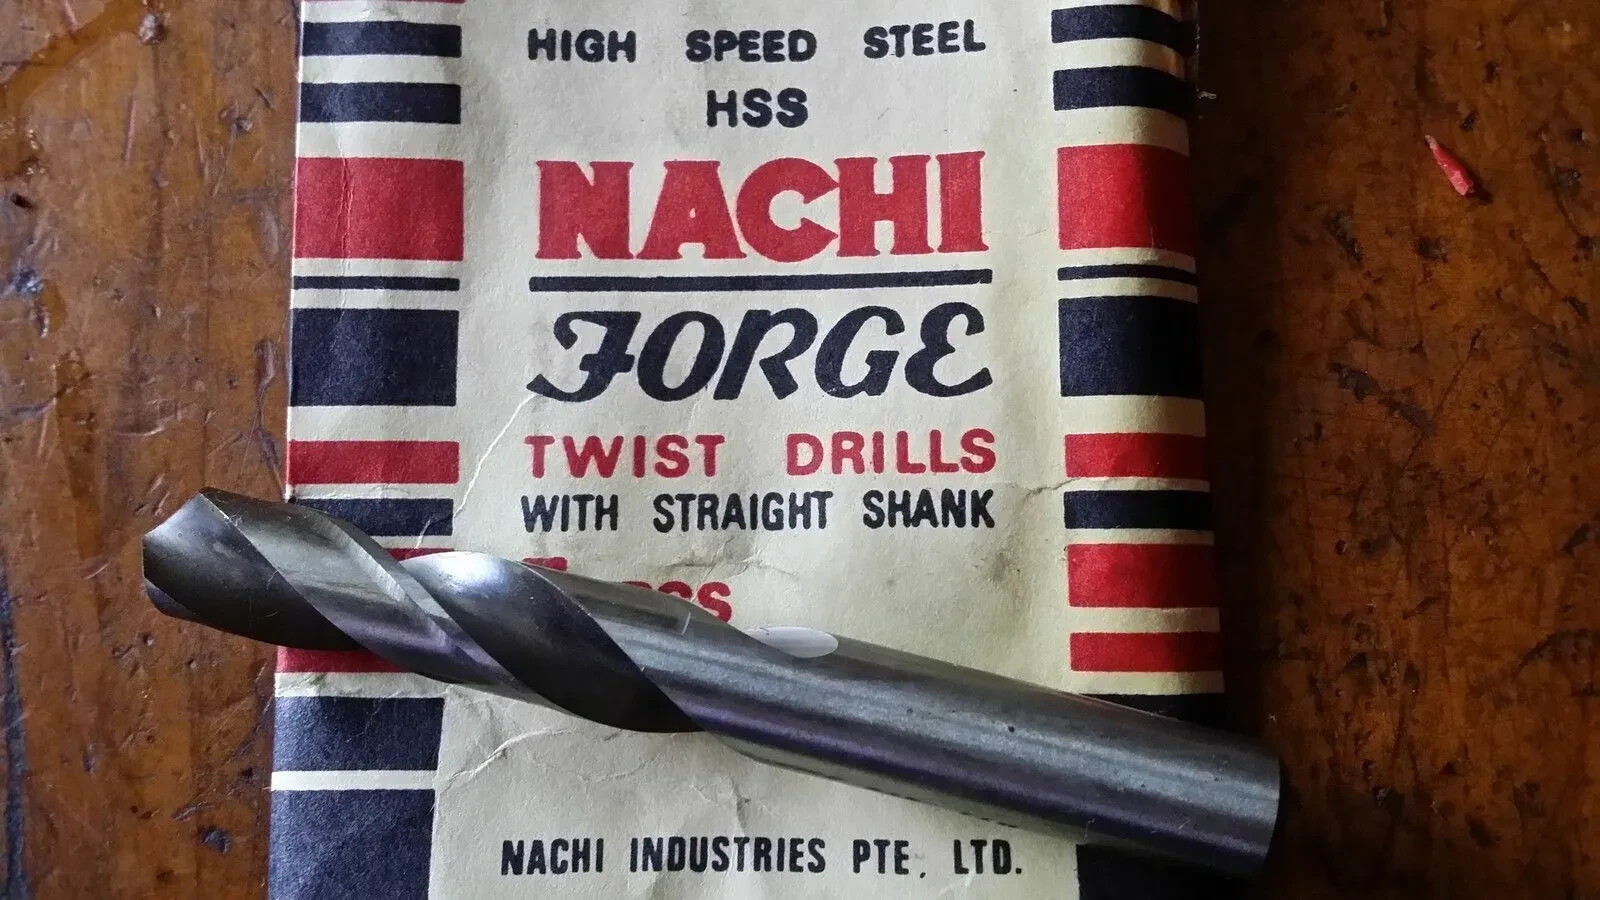 HIGH SPEED STEEL
HSS
NACHI
FORGE
TWIST DRILLS
WITH STRAIGHT SHANK
NACHI INDUSTRIES PTE. LTD.